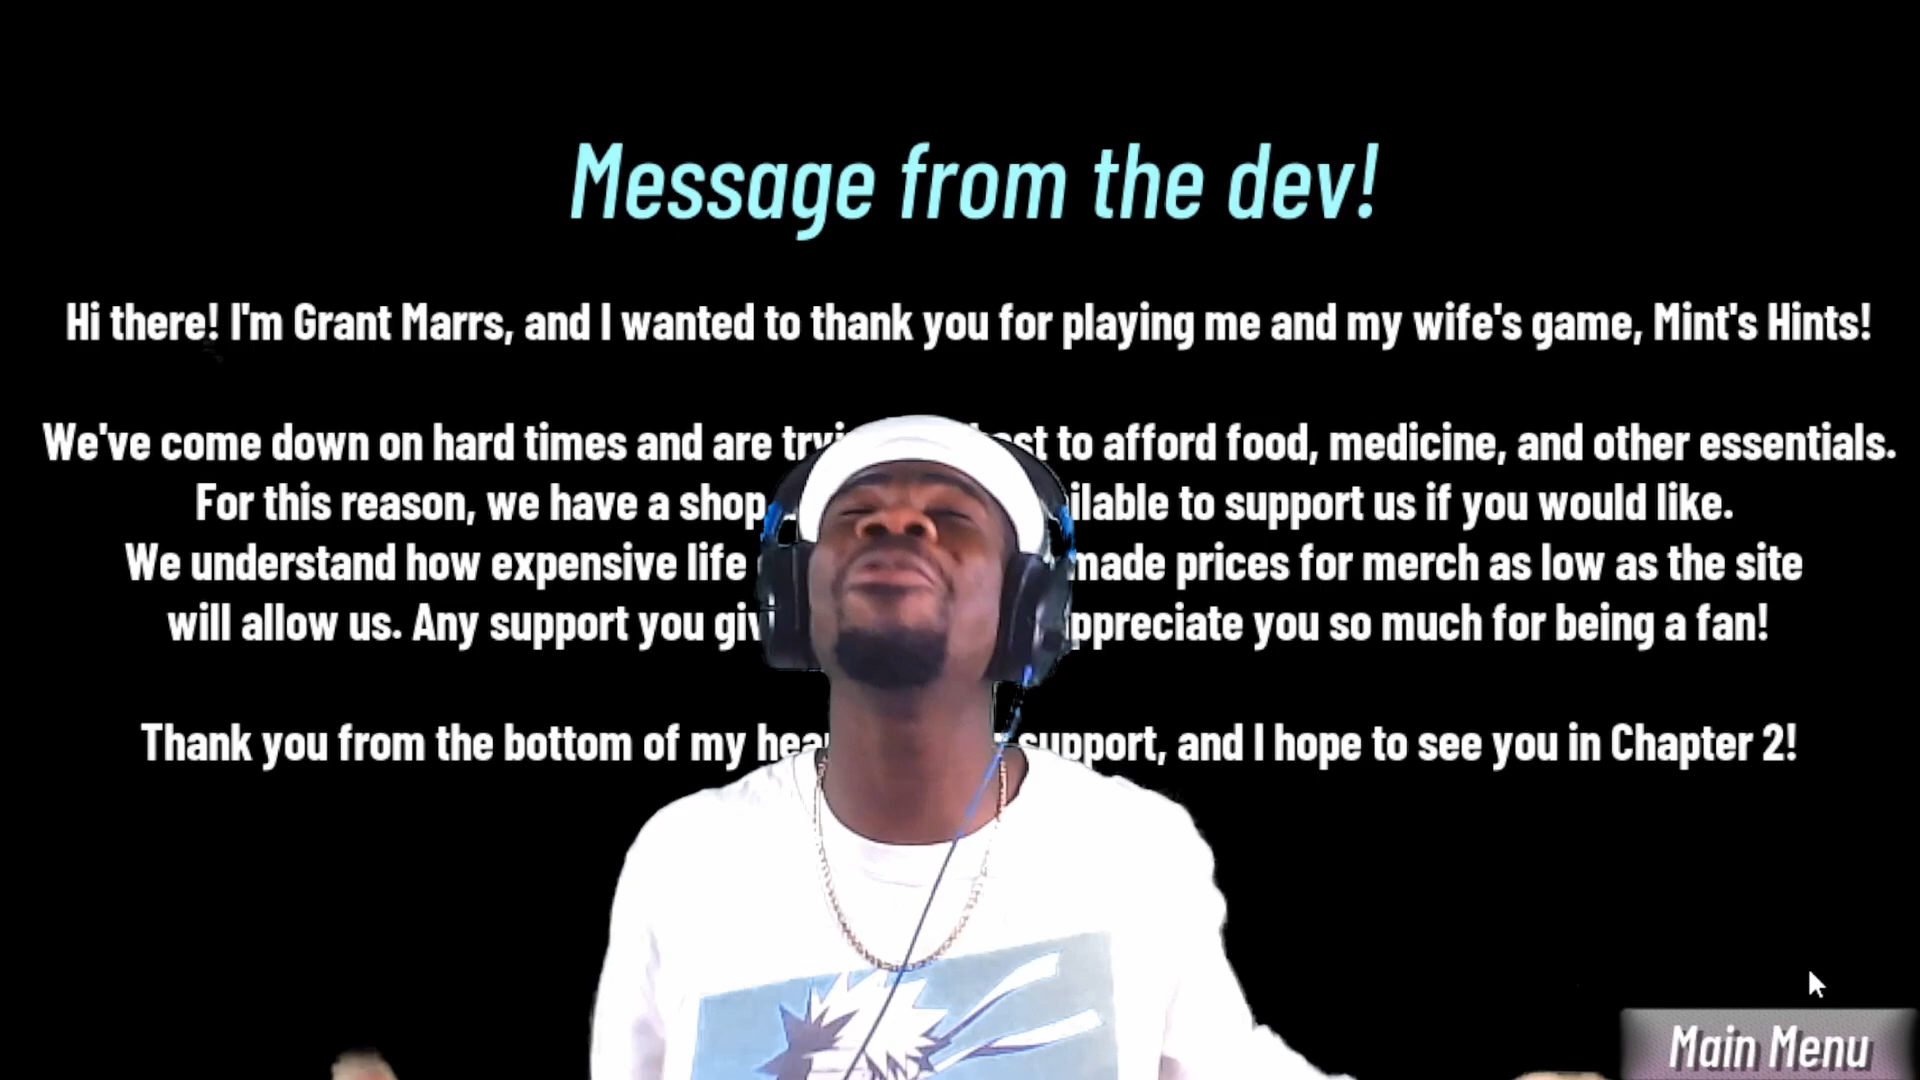 Message from the dev!
Hi there! I'm Grant Marrs, and I wanted to thank you for playing me and my wife's game, Mint's Hints!
We've come down on hard times and are to afford food, medicine, and other essentials.
For this reason, we have a shop to support us if you would like.
We understand how expensive life made prices for merch as low as the site
will allow us. Any support you you so much for being a fan!
Thank you from the bottom of my support, and I hope to see you in Chapter 2!
Main Menu